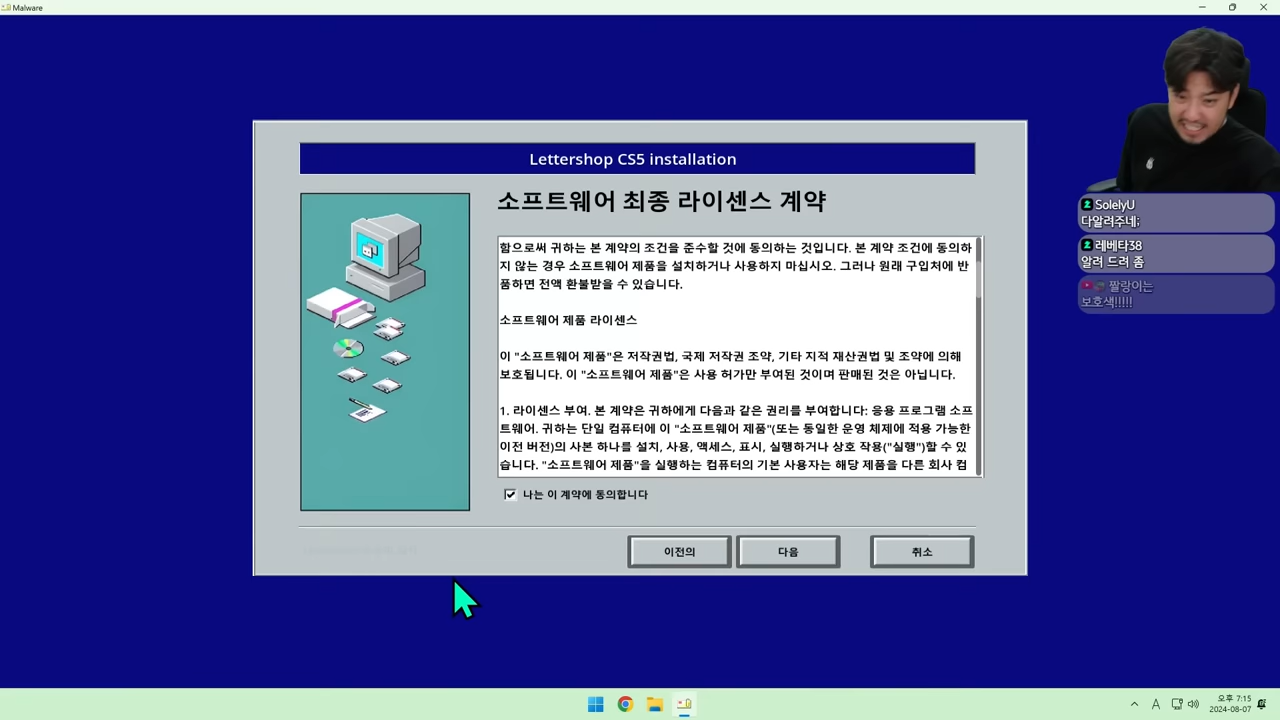 Malware
Lettershop CS5 installation
소프트웨어 최종 라이센스 계약
함으로써 귀하는 본 계약의 조건을 준수할 것에 동의하는 것입니다. 본 계약 조건에 동의하
지 않는 경우 소프트웨어 제품을 설치하거나 사용하지 마십시오. 그러나 원래 구입처에 반
품하면 전액 환불받을 수 있습니다.
소프트웨어 제품 라이센스
이 "소프트웨어 제품"은 저작권법, 국제 저작권 조약, 기타 지적 재산권법 및 조약에 의해
보호됩니다. 이 "소프트웨어 제품"은 사용 허가만 부여된 것이며 판매된 것은 아닙니다.
1. 라이센스 부여. 본 계약은 귀하에게 다음과 같은 권리를 부여합니다: 응용 프로그램 소프
트웨어. 귀하는 단일 컴퓨터에 이 "소프트웨어 제품"(또는 동일한 운영 체제에 적용 가능한
이전 버전)의 사본 하나를 설치, 사용, 액세스, 표시, 실행하거나 상호 작용("실행")할 수 있
습니다. "소프트웨어 제품"을 실행하는 컴퓨터의 기본 사용자는 해당 제품을 다른 회사 컴
나는 이 계약에 동의합니다
이전의
다음
취소
SolelyU
다알려주네;
레베타38
알려 드려 좀
짤랑이는
보호색!!!!!
A
오후 7:15
2024-08-07